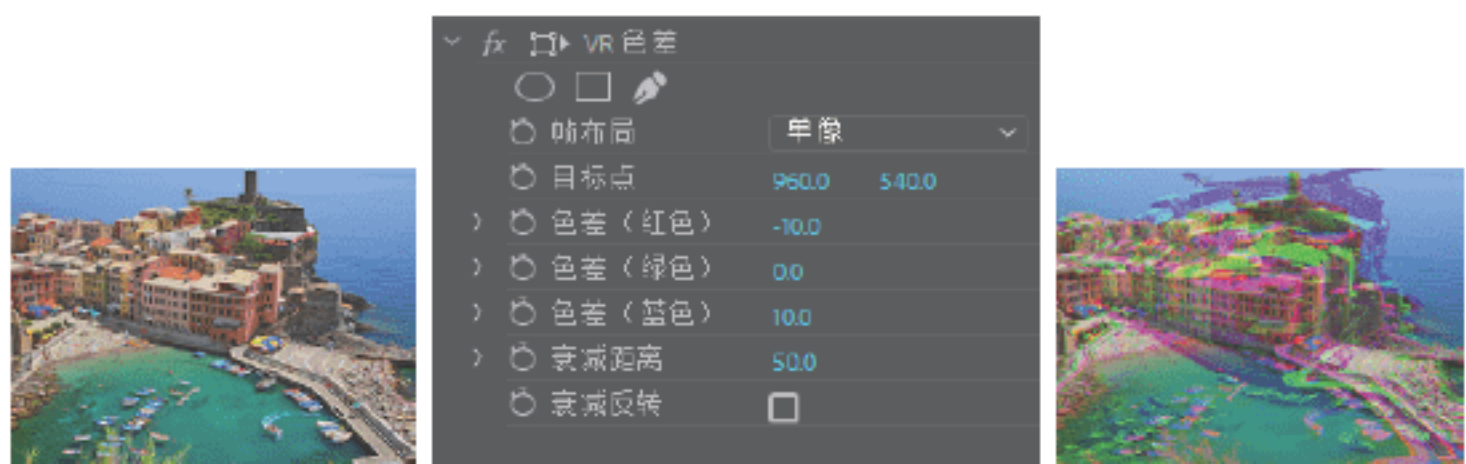 fx VR 色差
帧布局 单像
目标点 960.0 540.0
色差（红色） -10.0
色差（绿色） 0.0
色差（蓝色） 10.0
衰减距离 50.0
衰减反转